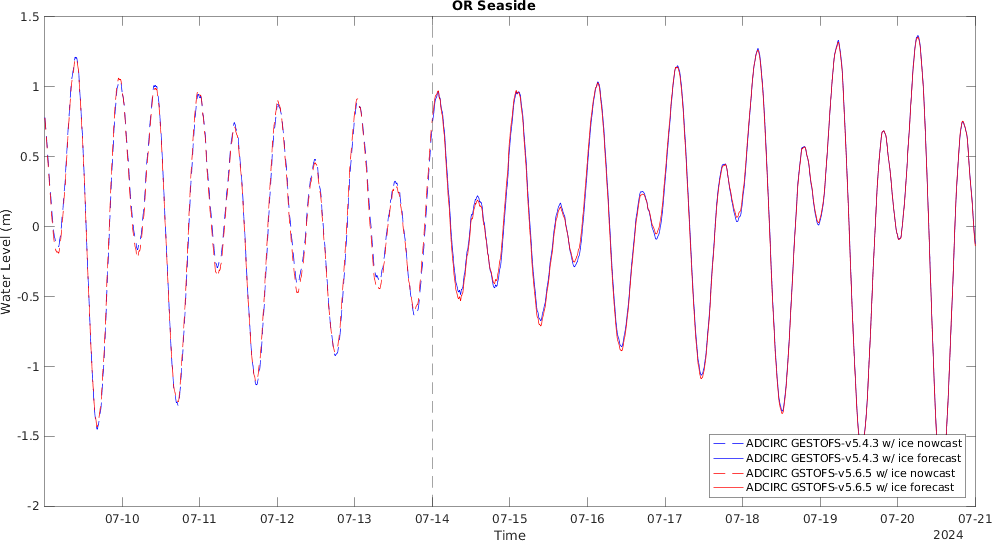 OR Seaside
1.5
1
0.5
0
-0.5
-1
-1.5
-2
Water Level (m)
ADCIRC GESTOFS-v5.4.3 w/ ice nowcast
ADCIRC GESTOFS-v5.4.3 w/ ice forecast
ADCIRC GSTOFS-v5.6.5 w/ ice nowcast
ADCIRC GSTOFS-v5.6.5 w/ ice forecast
07-10 07-11 07-12 07-13 07-14 07-15 07-16 07-17 07-18 07-19 07-20 07-21
Time
2024